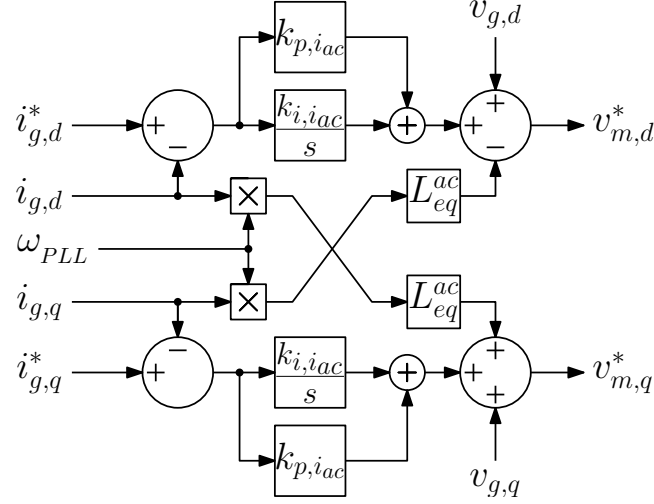 k_{p,i_{ac}}
v_{g,d}
i^*_{g,d}
+
−
k_{i,i_{ac}}
s
+
+
+
−
v^*_{m,d}
i_{g,d}
×
L^{ac}_{eq}
ω_{PLL}
i_{g,q}
×
L^{ac}_{eq}
i^*_{g,q}
−
+
k_{i,i_{ac}}
s
+
+
+
+
v^*_{m,q}
k_{p,i_{ac}}
v_{g,q}